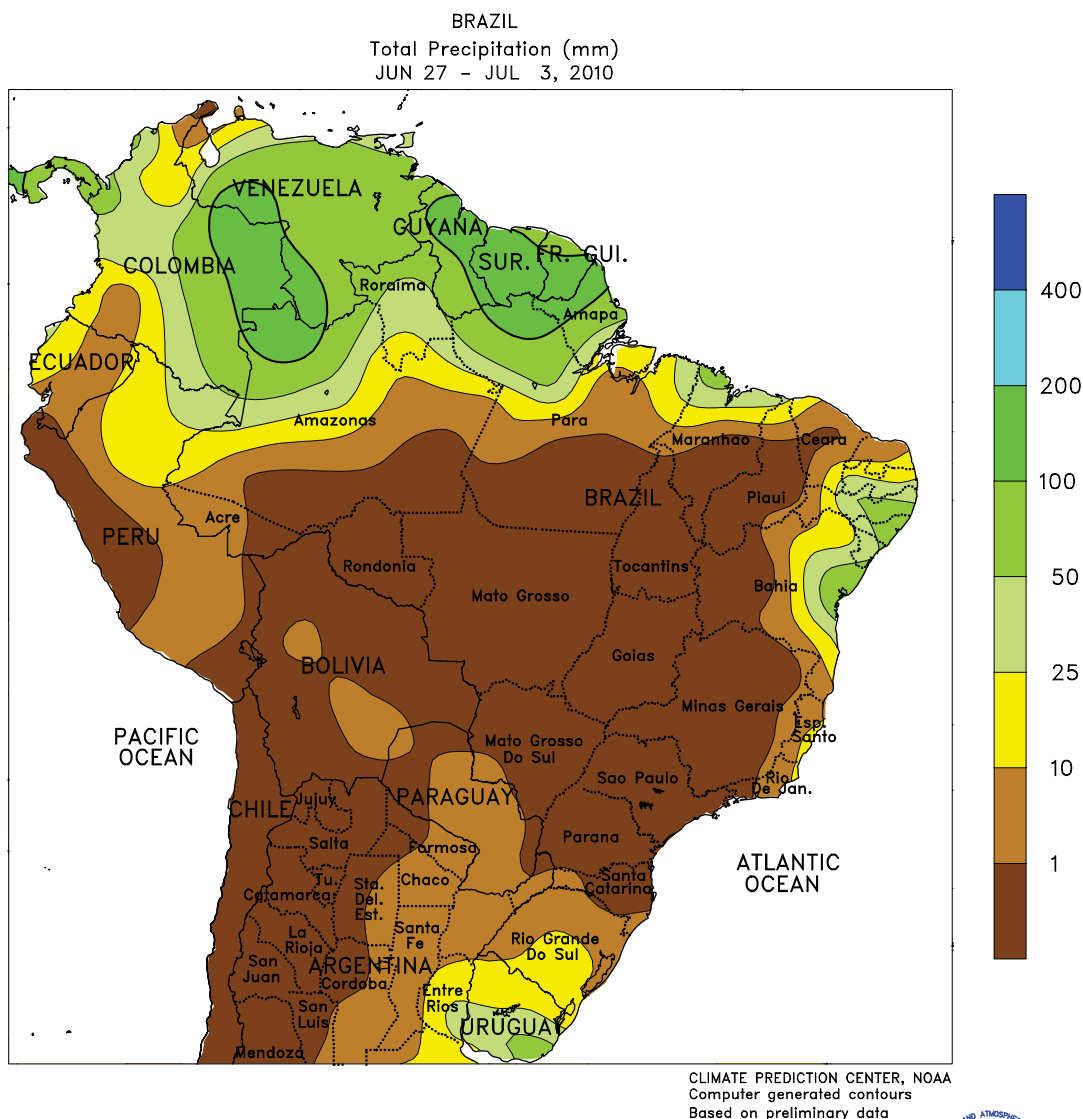 BRAZIL
Total Precipitation (mm)
JUN 27 - JUL 3, 2010
VENEZUELA
GUYANA
SUR.
FR. GUI.
COLOMBIA
Roraima
Amapa
ECUADOR
Amazonas
Para
Maranhao
Ceara
BRAZIL
Piaui
Acre
PERU
Rondonia
Tocantins
Bahia
Mato Grosso
Goias
BOLIVIA
Minas Gerais
Esp.
Santo
PACIFIC
OCEAN
Mato Grosso
Do Sul
Sao Paulo
Rio
De Jan.
CHILE
Jujuy
PARAGUAY
Salta
Formosa
Parana
ATLANTIC
OCEAN
Tu.
Catamarca
Sta.
Del.
Est.
Chaco
Santa
Catarina
La
Rioja
Santa
Fe
Rio Grande
Do Sul
San
Juan
ARGENTINA
Cordoba
Entre
Rios
San
Luis
URUGUAY
Mendoza
400
200
100
50
25
10
1
CLIMATE PREDICTION CENTER, NOAA
Computer generated contours
Based on preliminary data
AND ATMOSPHE